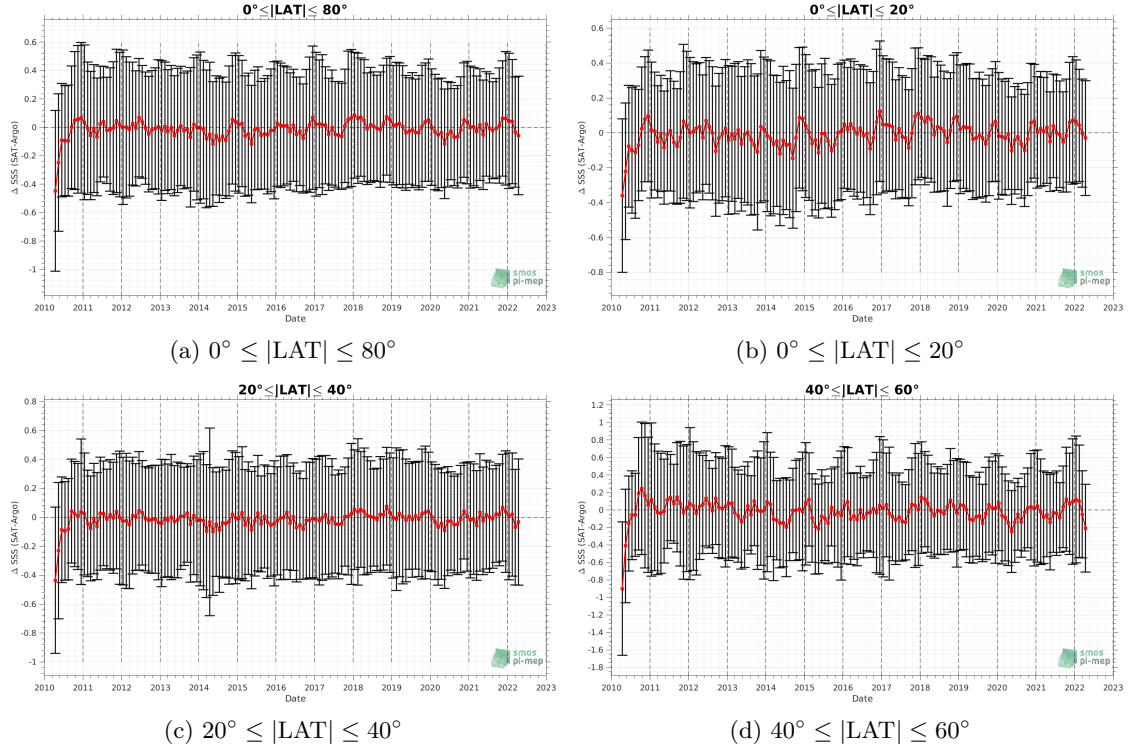 0°≤|LAT|≤ 80°
0.6
0.4
0.2
0
-0.2
-0.4
-0.6
-0.8
-1
Δ SSS (SAT-Argo)
2010 2011 2012 2013 2014 2015 2016 2017 2018 2019 2020 2021 2022 2023
Date
smos
pi-mep
(a) 0° ≤ |LAT| ≤ 80°
0°≤|LAT|≤ 20°
0.6
0.4
0.2
0
-0.2
-0.4
-0.6
-0.8
Δ SSS (SAT-Argo)
2010 2011 2012 2013 2014 2015 2016 2017 2018 2019 2020 2021 2022 2023
Date
smos
pi-mep
(b) 0° ≤ |LAT| ≤ 20°
20°≤|LAT|≤ 40°
0.8
0.6
0.4
0.2
0
-0.2
-0.4
-0.6
-0.8
-1
Δ SSS (SAT-Argo)
2010 2011 2012 2013 2014 2015 2016 2017 2018 2019 2020 2021 2022 2023
Date
smos
pi-mep
(c) 20° ≤ |LAT| ≤ 40°
40°≤|LAT|≤ 60°
1.2
1
0.8
0.6
0.4
0.2
0
-0.2
-0.4
-0.6
-0.8
-1
-1.2
-1.4
-1.6
-1.8
Δ SSS (SAT-Argo)
2010 2011 2012 2013 2014 2015 2016 2017 2018 2019 2020 2021 2022 2023
Date
smos
pi-mep
(d) 40° ≤ |LAT| ≤ 60°